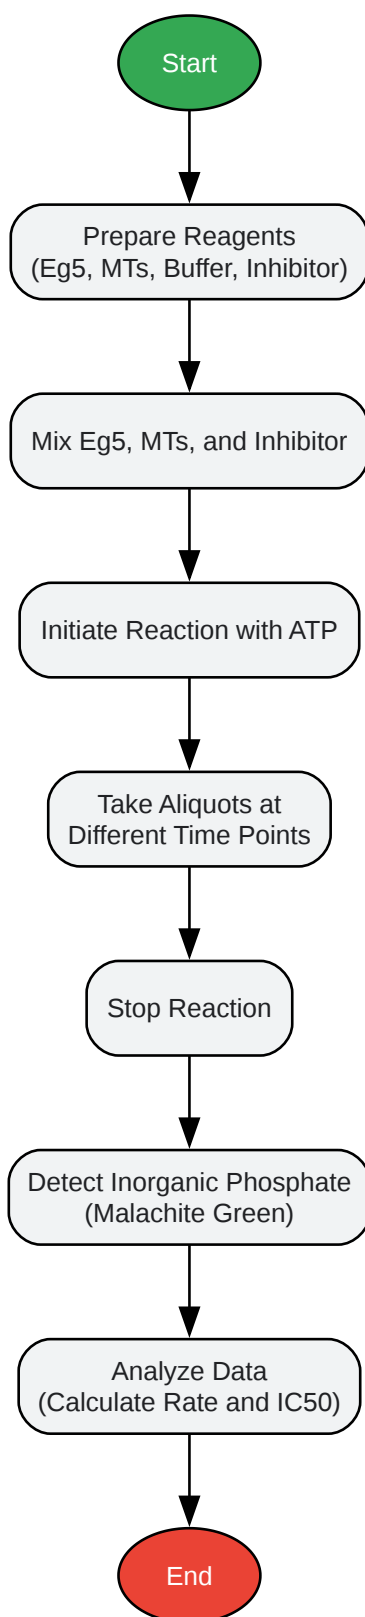 Start
Prepare Reagents
(Eg5, MTs, Buffer, Inhibitor)
Mix Eg5, MTs, and Inhibitor
Initiate Reaction with ATP
Take Aliquots at
Different Time Points
Stop Reaction
Detect Inorganic Phosphate
(Malachite Green)
Analyze Data
(Calculate Rate and IC50)
End